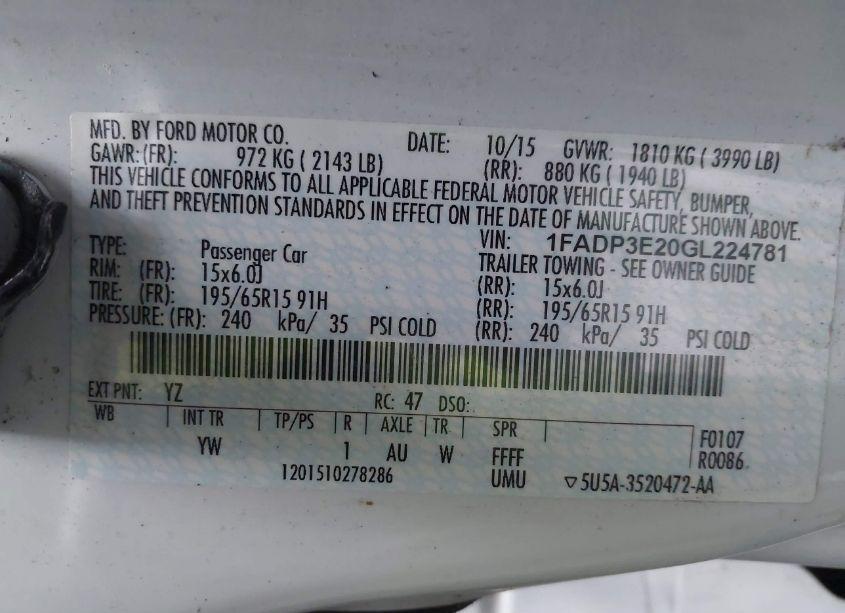 MFD. BY FORD MOTOR CO. DATE: 10/15 GVWR: 1810 KG ( 3990 LB)
GAWR: (FR): 972 KG ( 2143 LB) (RR): 880 KG ( 1940 LB)
THIS VEHICLE CONFORMS TO ALL APPLICABLE FEDERAL MOTOR VEHICLE SAFETY, BUMPER,
AND THEFT PREVENTION STANDARDS IN EFFECT ON THE DATE OF MANUFACTURE SHOWN ABOVE.
VIN: 1FADP3E20GL224781
TYPE: Passenger Car TRAILER TOWING - SEE OWNER GUIDE
RIM: (FR): 15x6.0J (RR): 15x6.0J
TIRE: (FR): 195/65R15 91H (RR): 195/65R15 91H
PRESSURE: (FR): 240 kPa/ 35 PSI COLD (RR): 240 kPa/ 35 PSI COLD
EXT PNT: YZ RC: 47 DSO:
WB INT TR TP/PS R AXLE TR SPR F0107
YW 1 AU W FFFF R0086
1201510278286 UMU ▽5U5A-3520472-AA